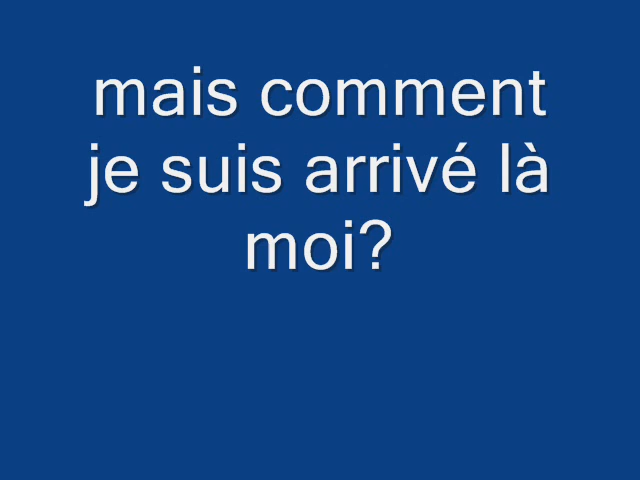 mais comment
je suis arrivé là
moi?